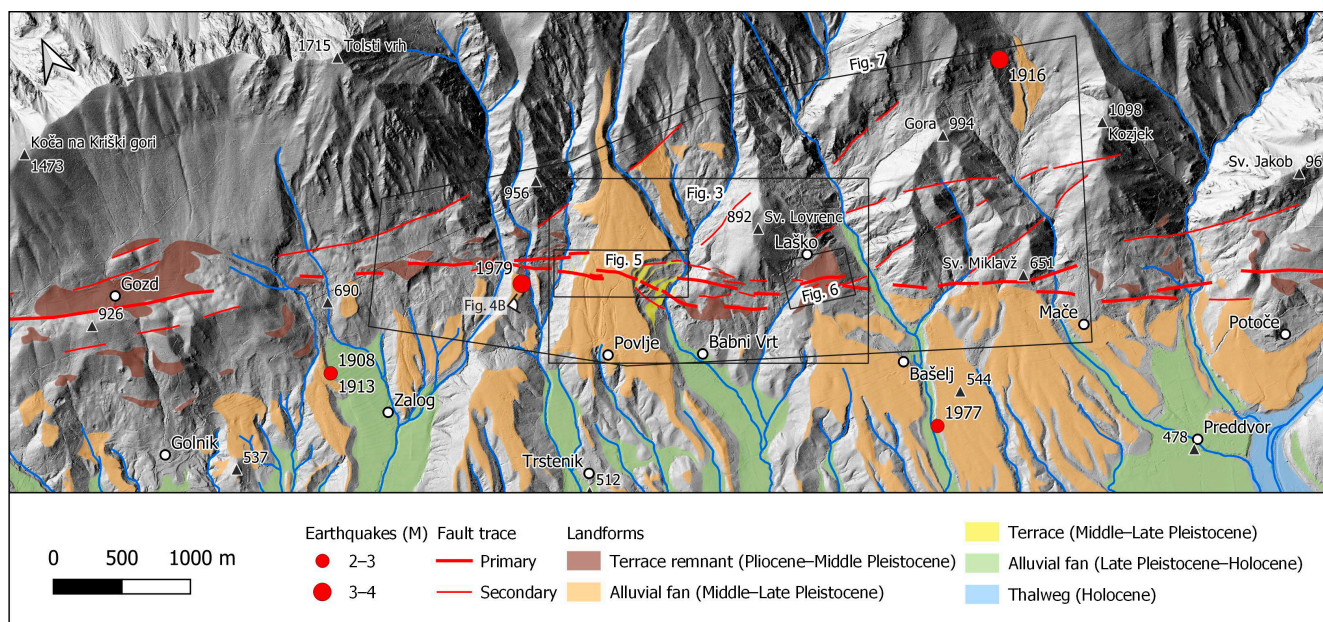 1715 Tolsti vrh
Fig. 7
1916
Koča na Kriški gori
1473
Gora 994
1098
Kozjek
Sv. Jakob 96
956
Fig. 3
892
Sv. Lovrenc
Laško
Fig. 5
1979
Gozd
690
Fig. 4B
Fig. 6
Sv. Miklavž 651
926
Mače
Potoče
Povlje
Babni Vrt
Bašelj
1908
1913
544
1977
Zalog
Golnik
537
Trstenik
512
478
Preddvor
0 500 1000 m
Earthquakes (M)
2–3
3–4
Fault trace
Primary
Secondary
Landforms
Terrace remnant (Pliocene–Middle Pleistocene)
Alluvial fan (Middle–Late Pleistocene)
Terrace (Middle–Late Pleistocene)
Alluvial fan (Late Pleistocene–Holocene)
Thalweg (Holocene)